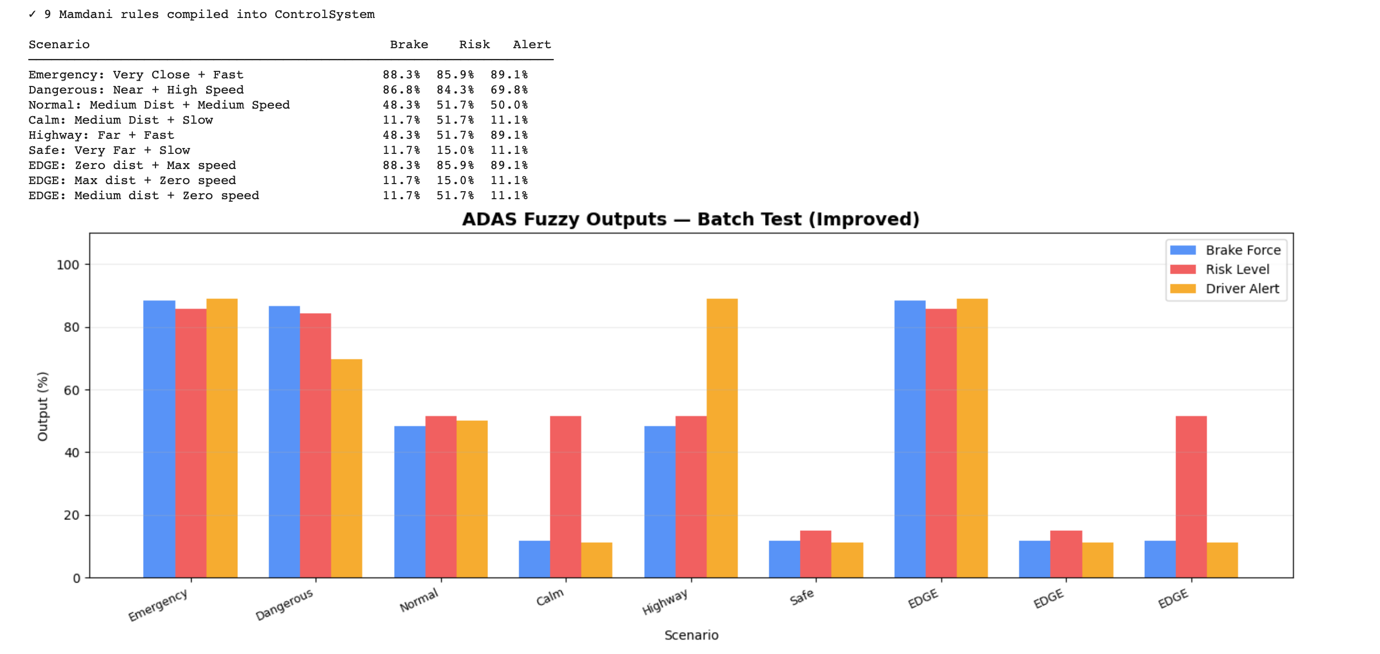 ✓ 9 Mamdani rules compiled into ControlSystem
Scenario Brake Risk Alert
Emergency: Very Close + Fast 88.3% 85.9% 89.1%
Dangerous: Near + High Speed 86.8% 84.3% 69.8%
Normal: Medium Dist + Medium Speed 48.3% 51.7% 50.0%
Calm: Medium Dist + Slow 11.7% 51.7% 11.1%
Highway: Far + Fast 48.3% 51.7% 89.1%
Safe: Very Far + Slow 11.7% 15.0% 11.1%
EDGE: Zero dist + Max speed 88.3% 85.9% 89.1%
EDGE: Max dist + Zero speed 11.7% 15.0% 11.1%
EDGE: Medium dist + Zero speed 11.7% 51.7% 11.1%
ADAS Fuzzy Outputs — Batch Test (Improved)
Brake Force
Risk Level
Driver Alert
100
80
60
40
20
0
Output (%)
Emergency Dangerous Normal Calm Highway Safe EDGE EDGE EDGE
Scenario